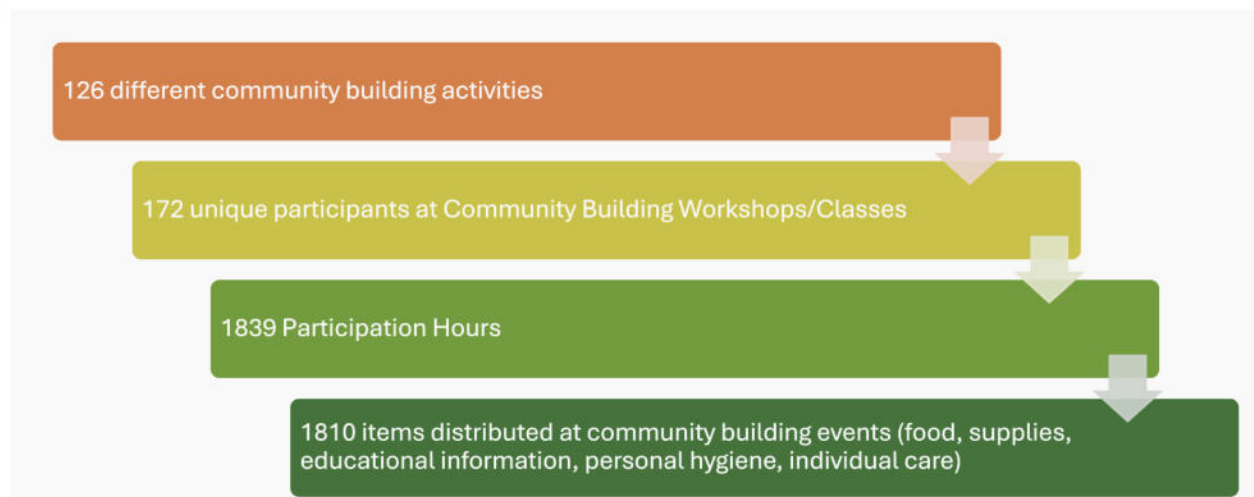 126 different community building activities
172 unique participants at Community Building Workshops/Classes
1839 Participation Hours
1810 items distributed at community building events (food, supplies,
educational information, personal hygiene, individual care)